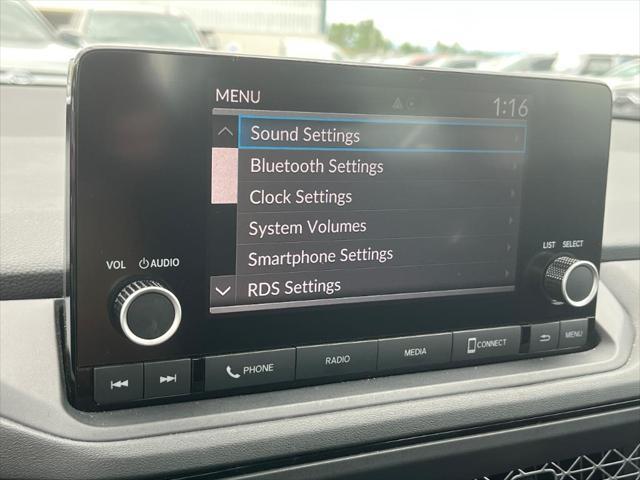 MENU 1:16
Sound Settings
Bluetooth Settings
Clock Settings
System Volumes
Smartphone Settings
RDS Settings
VOL AUDIO
LIST SELECT
PHONE RADIO MEDIA CONNECT MENU